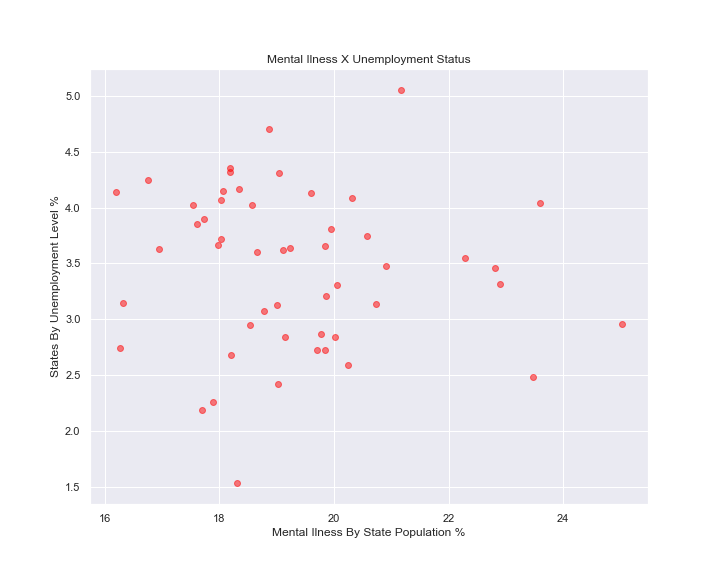 Mental Ilness X Unemployment Status
5.0
4.5
4.0
3.5
3.0
2.5
2.0
1.5
States By Unemployment Level %
16 18 20 22 24
Mental Ilness By State Population %